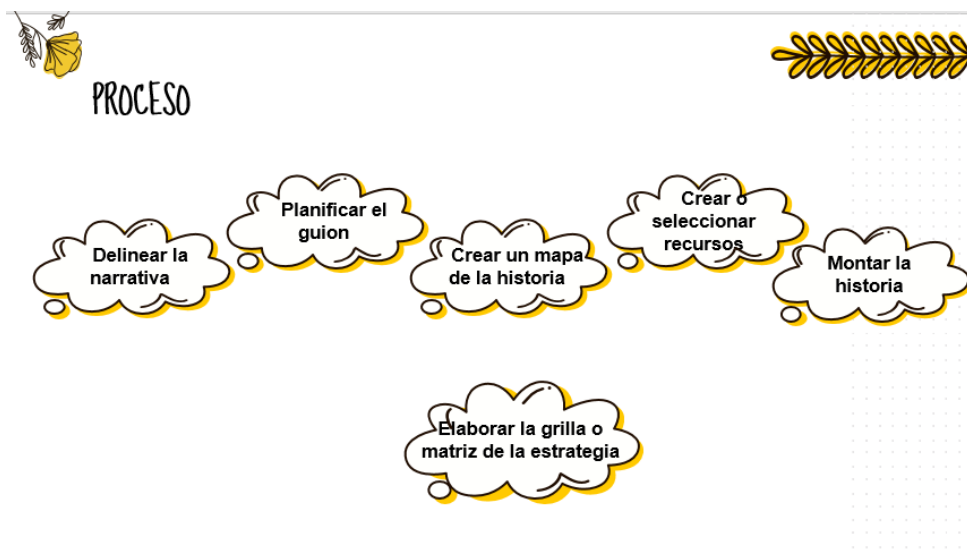 PROCESO
Delinear la
narrativa
Planificar el
guion
Crear un mapa
de la historia
Crear o
seleccionar
recursos
Montar la
historia
Elaborar la grilla o
matriz de la estrategia